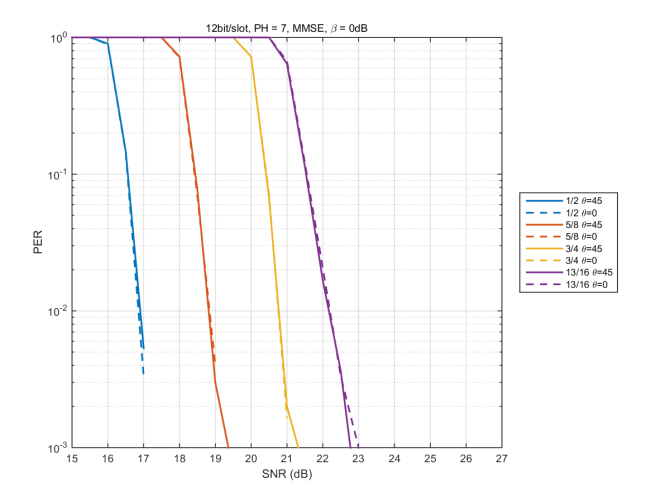 12bit/slot, PH = 7, MMSE, β = 0dB
10^0
10^-1
10^-2
10^-3
PER
15 16 17 18 19 20 21 22 23 24 25 26 27
SNR (dB)
1/2 θ=45
1/2 θ=0
5/8 θ=45
5/8 θ=0
3/4 θ=45
3/4 θ=0
13/16 θ=45
13/16 θ=0